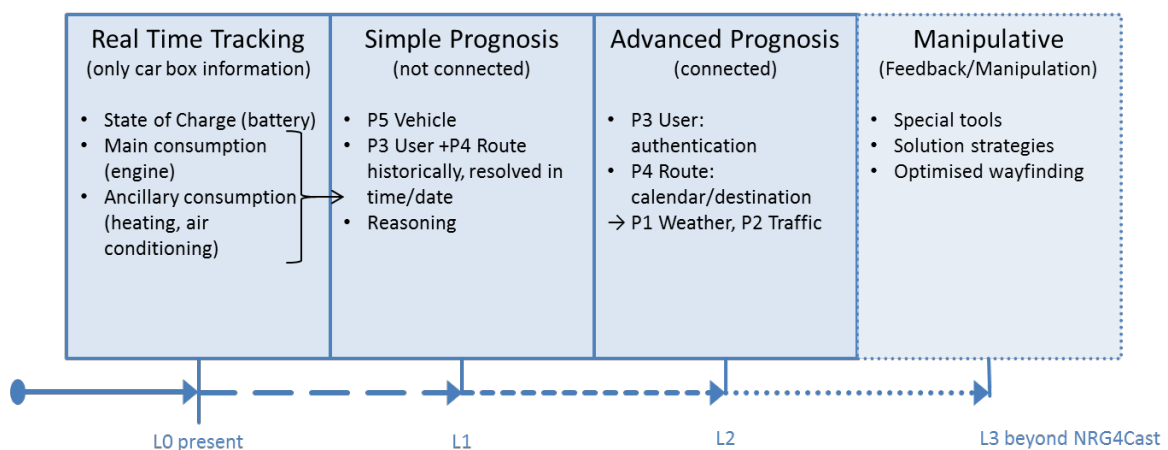 Real Time Tracking
(only car box information)
• State of Charge (battery)
• Main consumption
(engine)
• Ancillary consumption
(heating, air
conditioning)
Simple Prognosis
(not connected)
• P5 Vehicle
• P3 User +P4 Route
historically, resolved in
time/date
• Reasoning
Advanced Prognosis
(connected)
• P3 User:
authentication
• P4 Route:
calendar/destination
→ P1 Weather, P2 Traffic
Manipulative
(Feedback/Manipulation)
• Special tools
• Solution strategies
• Optimised wayfinding
L0 present
L1
L2
L3 beyond NRG4Cast